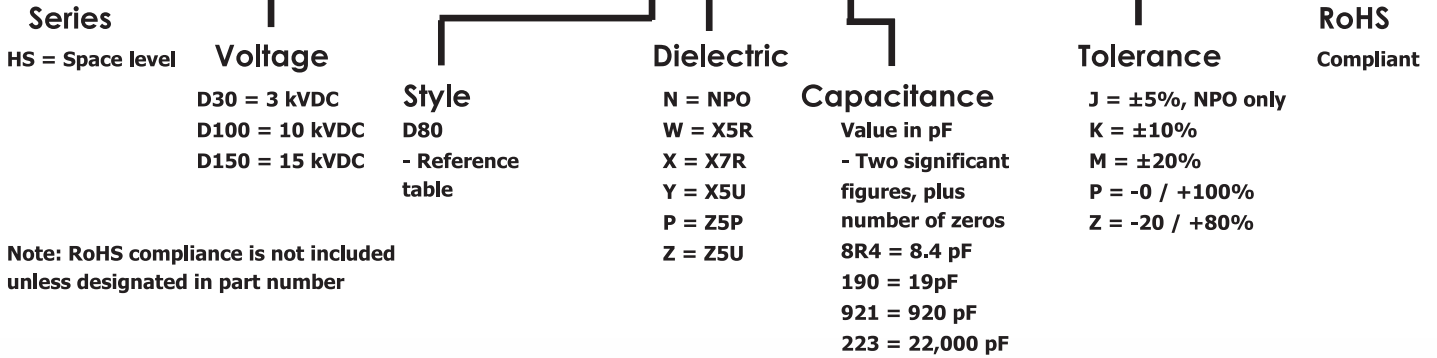 Series
HS = Space level
Voltage
D30 = 3 kVDC
D100 = 10 kVDC
D150 = 15 kVDC
Style
D80
- Reference
table
Dielectric
N = NPO
W = X5R
X = X7R
Y = X5U
P = Z5P
Z = Z5U
Capacitance
Value in pF
- Two significant
figures, plus
number of zeros
8R4 = 8.4 pF
190 = 19pF
921 = 920 pF
223 = 22,000 pF
Tolerance
J = ±5%, NPO only
K = ±10%
M = ±20%
P = -0 / +100%
Z = -20 / +80%
RoHS
Compliant
Note: RoHS compliance is not included
unless designated in part number